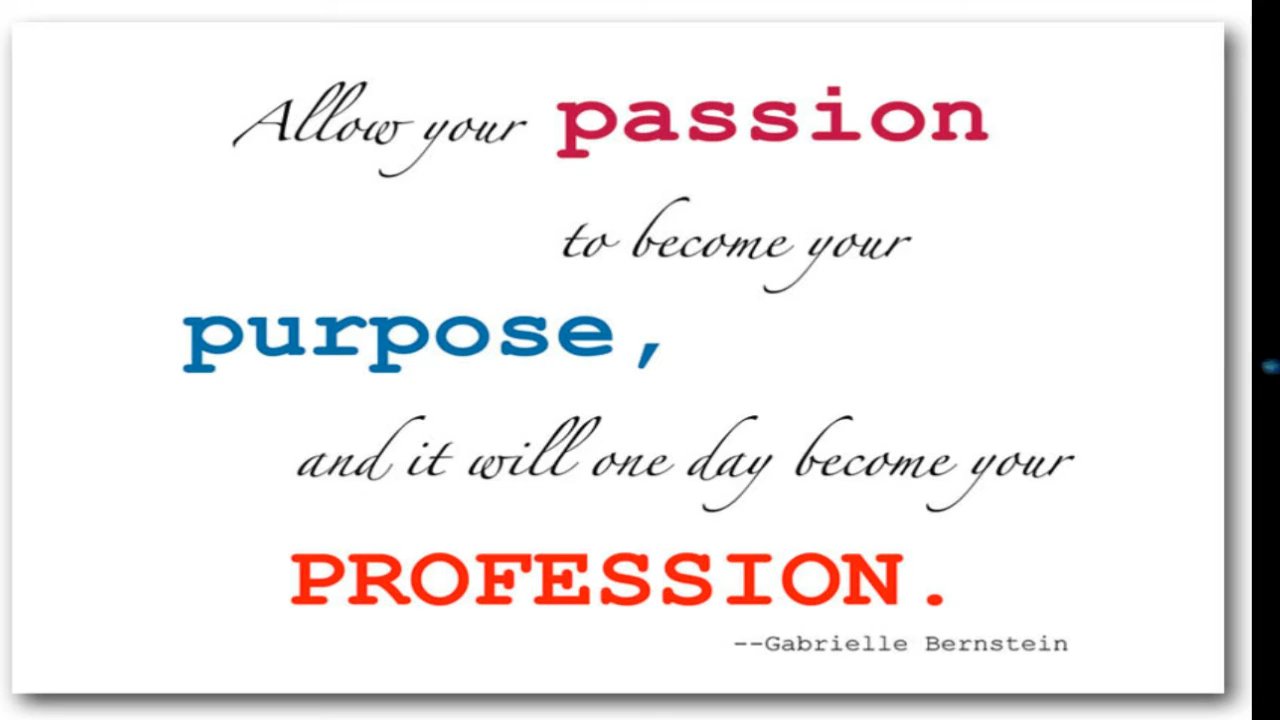 Allow your passion
to become your
purpose,
and it will one day become your
PROFESSION.
--Gabrielle Bernstein